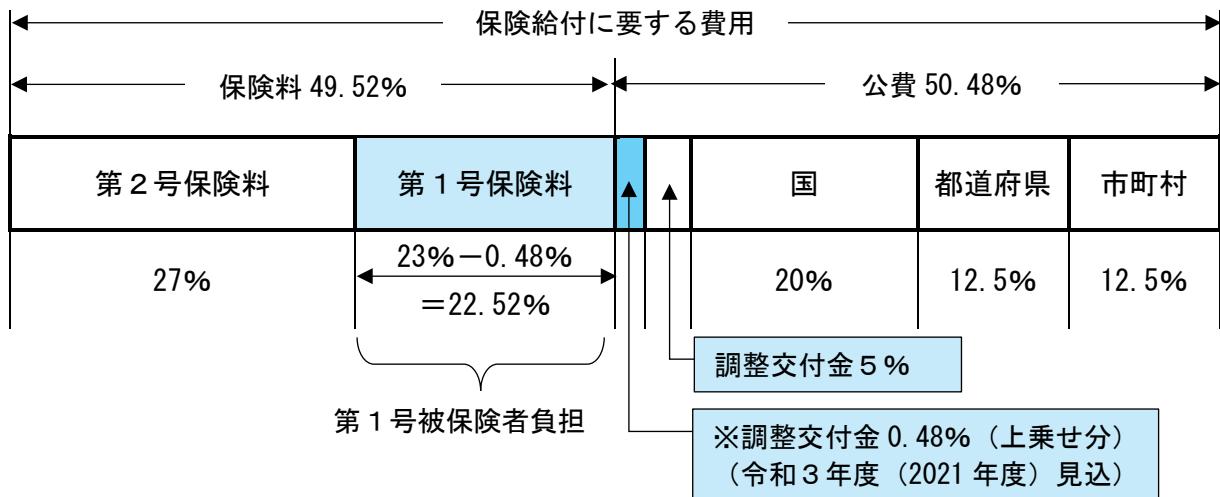 保険給付に要する費用
保険料 49.52%
公費 50.48%
第２号保険料
第１号保険料
国
都道府県
市町村
27%
23%－0.48%
＝22.52%
20%
12.5%
12.5%
調整交付金５%
第１号被保険者負担
※調整交付金 0.48%（上乗せ分）
（令和３年度（2021 年度）見込）